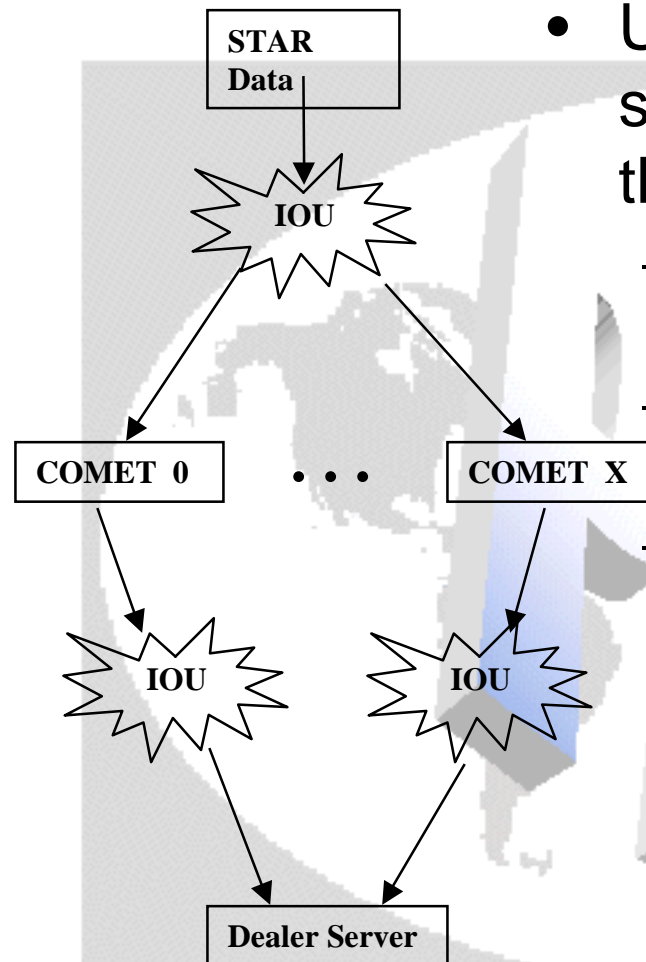 STAR
Data
IOU
COMET 0 • • • COMET X
IOU IOU
Dealer Server